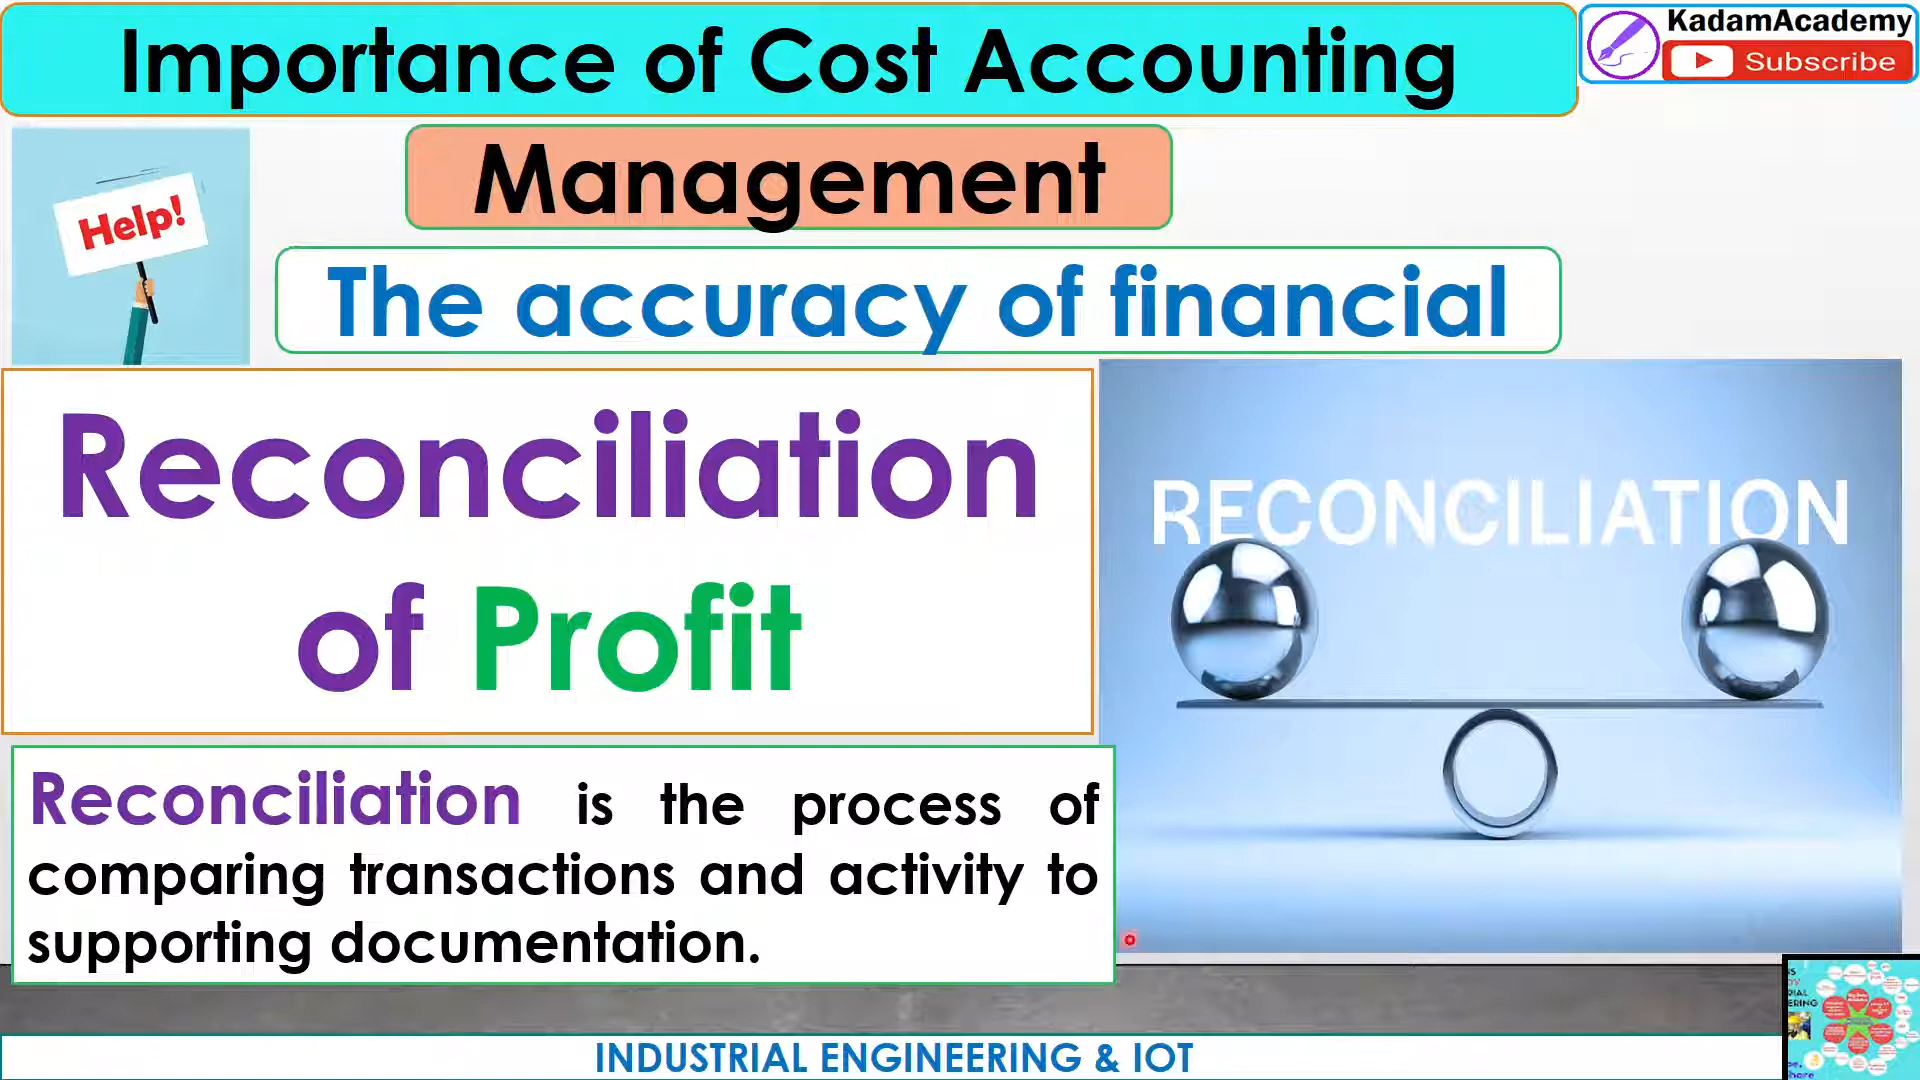 Importance of Cost Accounting
KadamAcademy
Subscribe
Management
Help!
The accuracy of financial
Reconciliation
of Profit
RECONCILIATION
Reconciliation is the process of
comparing transactions and activity to
supporting documentation.
INDUSTRIAL ENGINEERING & IOT